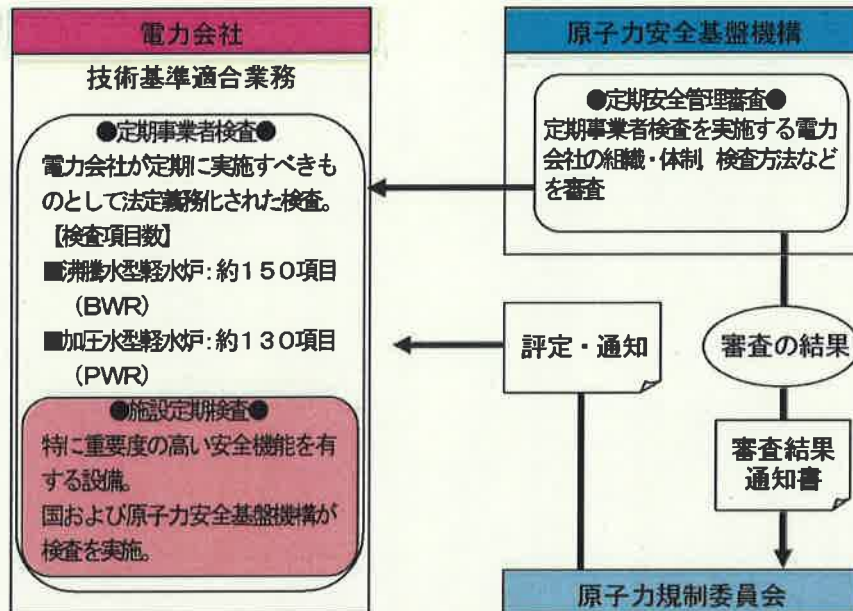 電力会社
技術基準適合業務
●定期事業者検査●
電力会社が定期に実施すべきも
のとして法定義務化された検査。
【検査項目数】
■沸騰水型軽水炉：約150項目
（BWR）
■加圧水型軽水炉：約130項目
（PWR）
●施設定期検査●
特に重要度の高い安全機能を有
する設備。
国および原子力安全基盤機構が
検査を実施。
原子力安全基盤機構
●定期安全管理審査●
定期事業者検査を実施する電力
会社の組織・体制，検査方法など
を審査
評定・通知
審査の結果
審査結果
通知書
原子力規制委員会